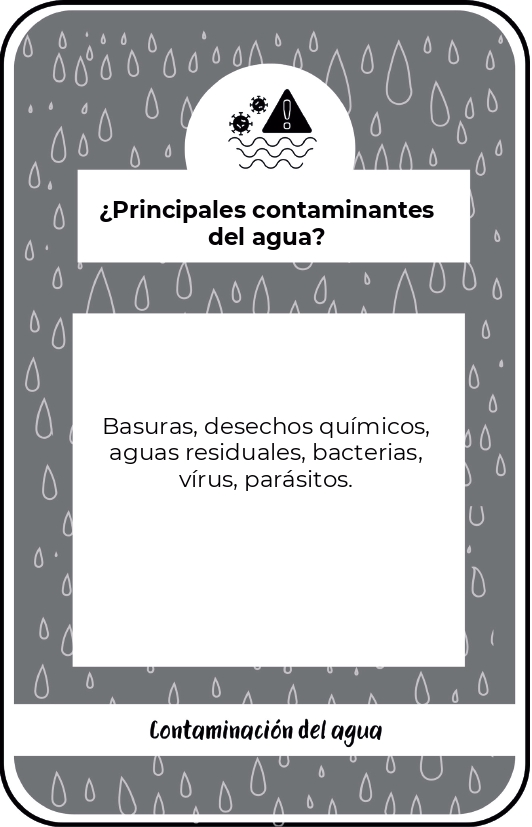 ¿Principales contaminantes
del agua?
Basuras, desechos químicos,
aguas residuales, bacterias,
vírus, parásitos.
Contaminación del agua